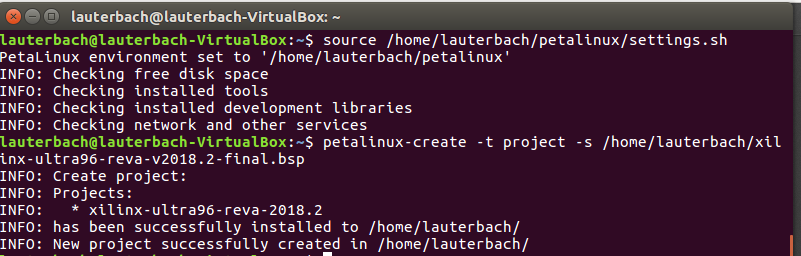 lauterbach@lauterbach-VirtualBox: ~
lauterbach@lauterbach-VirtualBox:~$ source /home/lauterbach/petalinux/settings.sh
PetaLinux environment set to '/home/lauterbach/petalinux'
INFO: Checking free disk space
INFO: Checking installed tools
INFO: Checking installed development libraries
INFO: Checking network and other services
lauterbach@lauterbach-VirtualBox:~$ petalinux-create -t project -s /home/lauterbach/xil
inx-ultra96-reva-v2018.2-final.bsp
INFO: Create project:
INFO: Projects:
INFO:   * xilinx-ultra96-reva-2018.2
INFO: has been successfully installed to /home/lauterbach/
INFO: New project successfully created in /home/lauterbach/